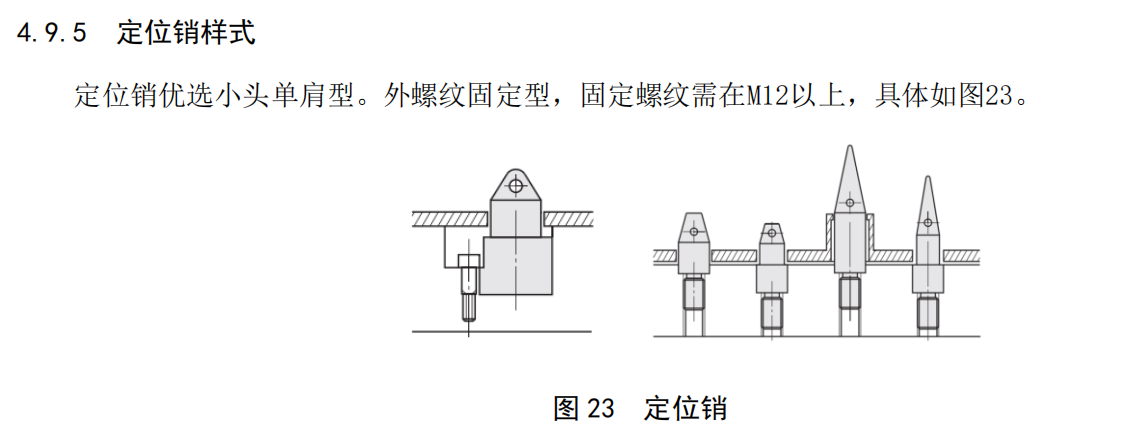 4.9.5 定位销样式
定位销优选小头单肩型。外螺纹固定型，固定螺纹需在M12以上，具体如图23。
图 23 定位销